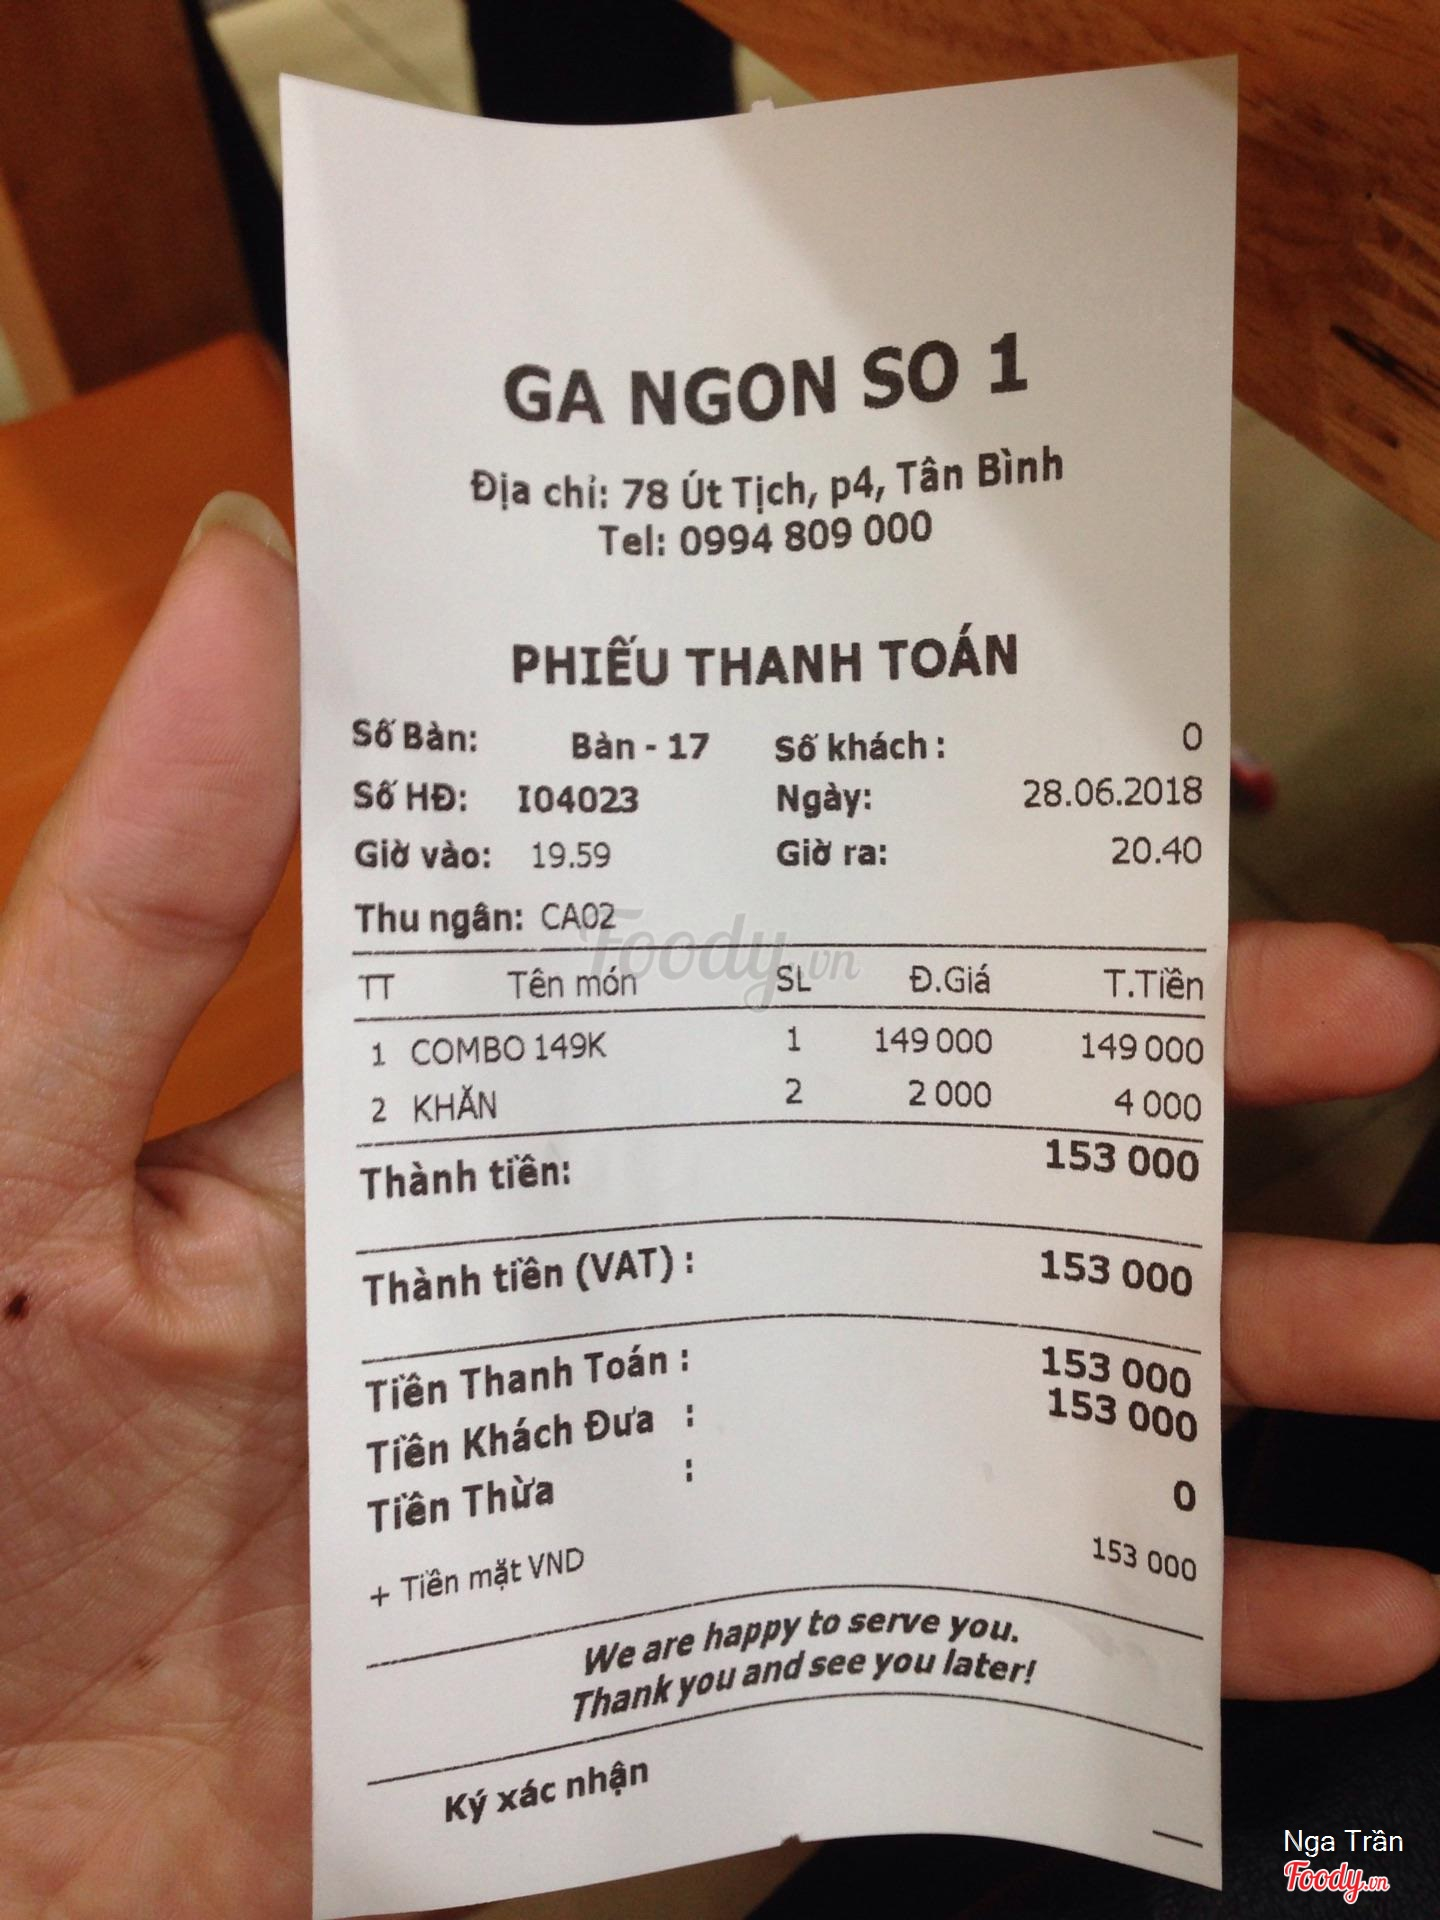 GA NGON SO 1
Địa chỉ: 78 Út Tịch, p4, Tân Bình
Tel: 0994 809 000
PHIẾU THANH TOÁN
Số Bàn: Bàn - 17 Số khách : 0
Số HĐ: I04023 Ngày: 28.06.2018
Giờ vào: 19.59 Giờ ra: 20.40
Thu ngân: CA02
Foody.vn
TT Tên món SL Đ.Giá T.Tiền
1 COMBO 149K 1 149 000 149 000
2 KHĂN 2 2 000 4 000
Thành tiền: 153 000
Thành tiền (VAT) : 153 000
Tiền Thanh Toán : 153 000
Tiền Khách Đưa : 153 000
Tiền Thừa : 0
+ Tiền mặt VND 153 000
We are happy to serve you.
Thank you and see you later!
Ký xác nhận
Nga Trần
Foody.vn